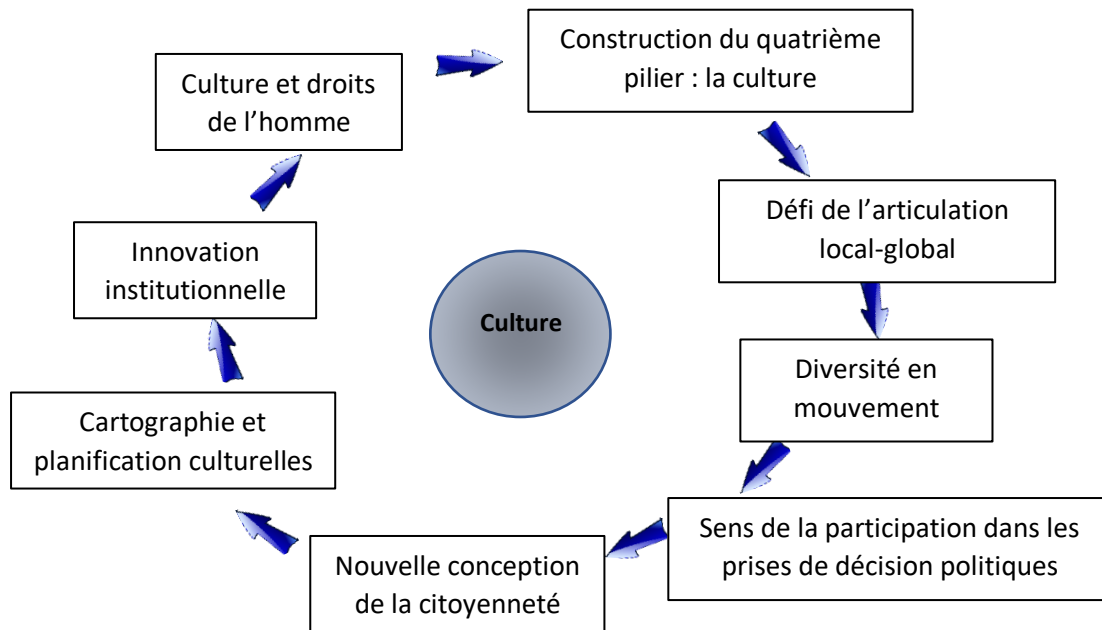 Construction du quatrième
pilier : la culture
Culture et droits
de l’homme
Défi de l’articulation
local-global
Innovation
institutionnelle
Culture
Diversité en
mouvement
Cartographie et
planification culturelles
Sens de la participation dans les
prises de décision politiques
Nouvelle conception
de la citoyenneté